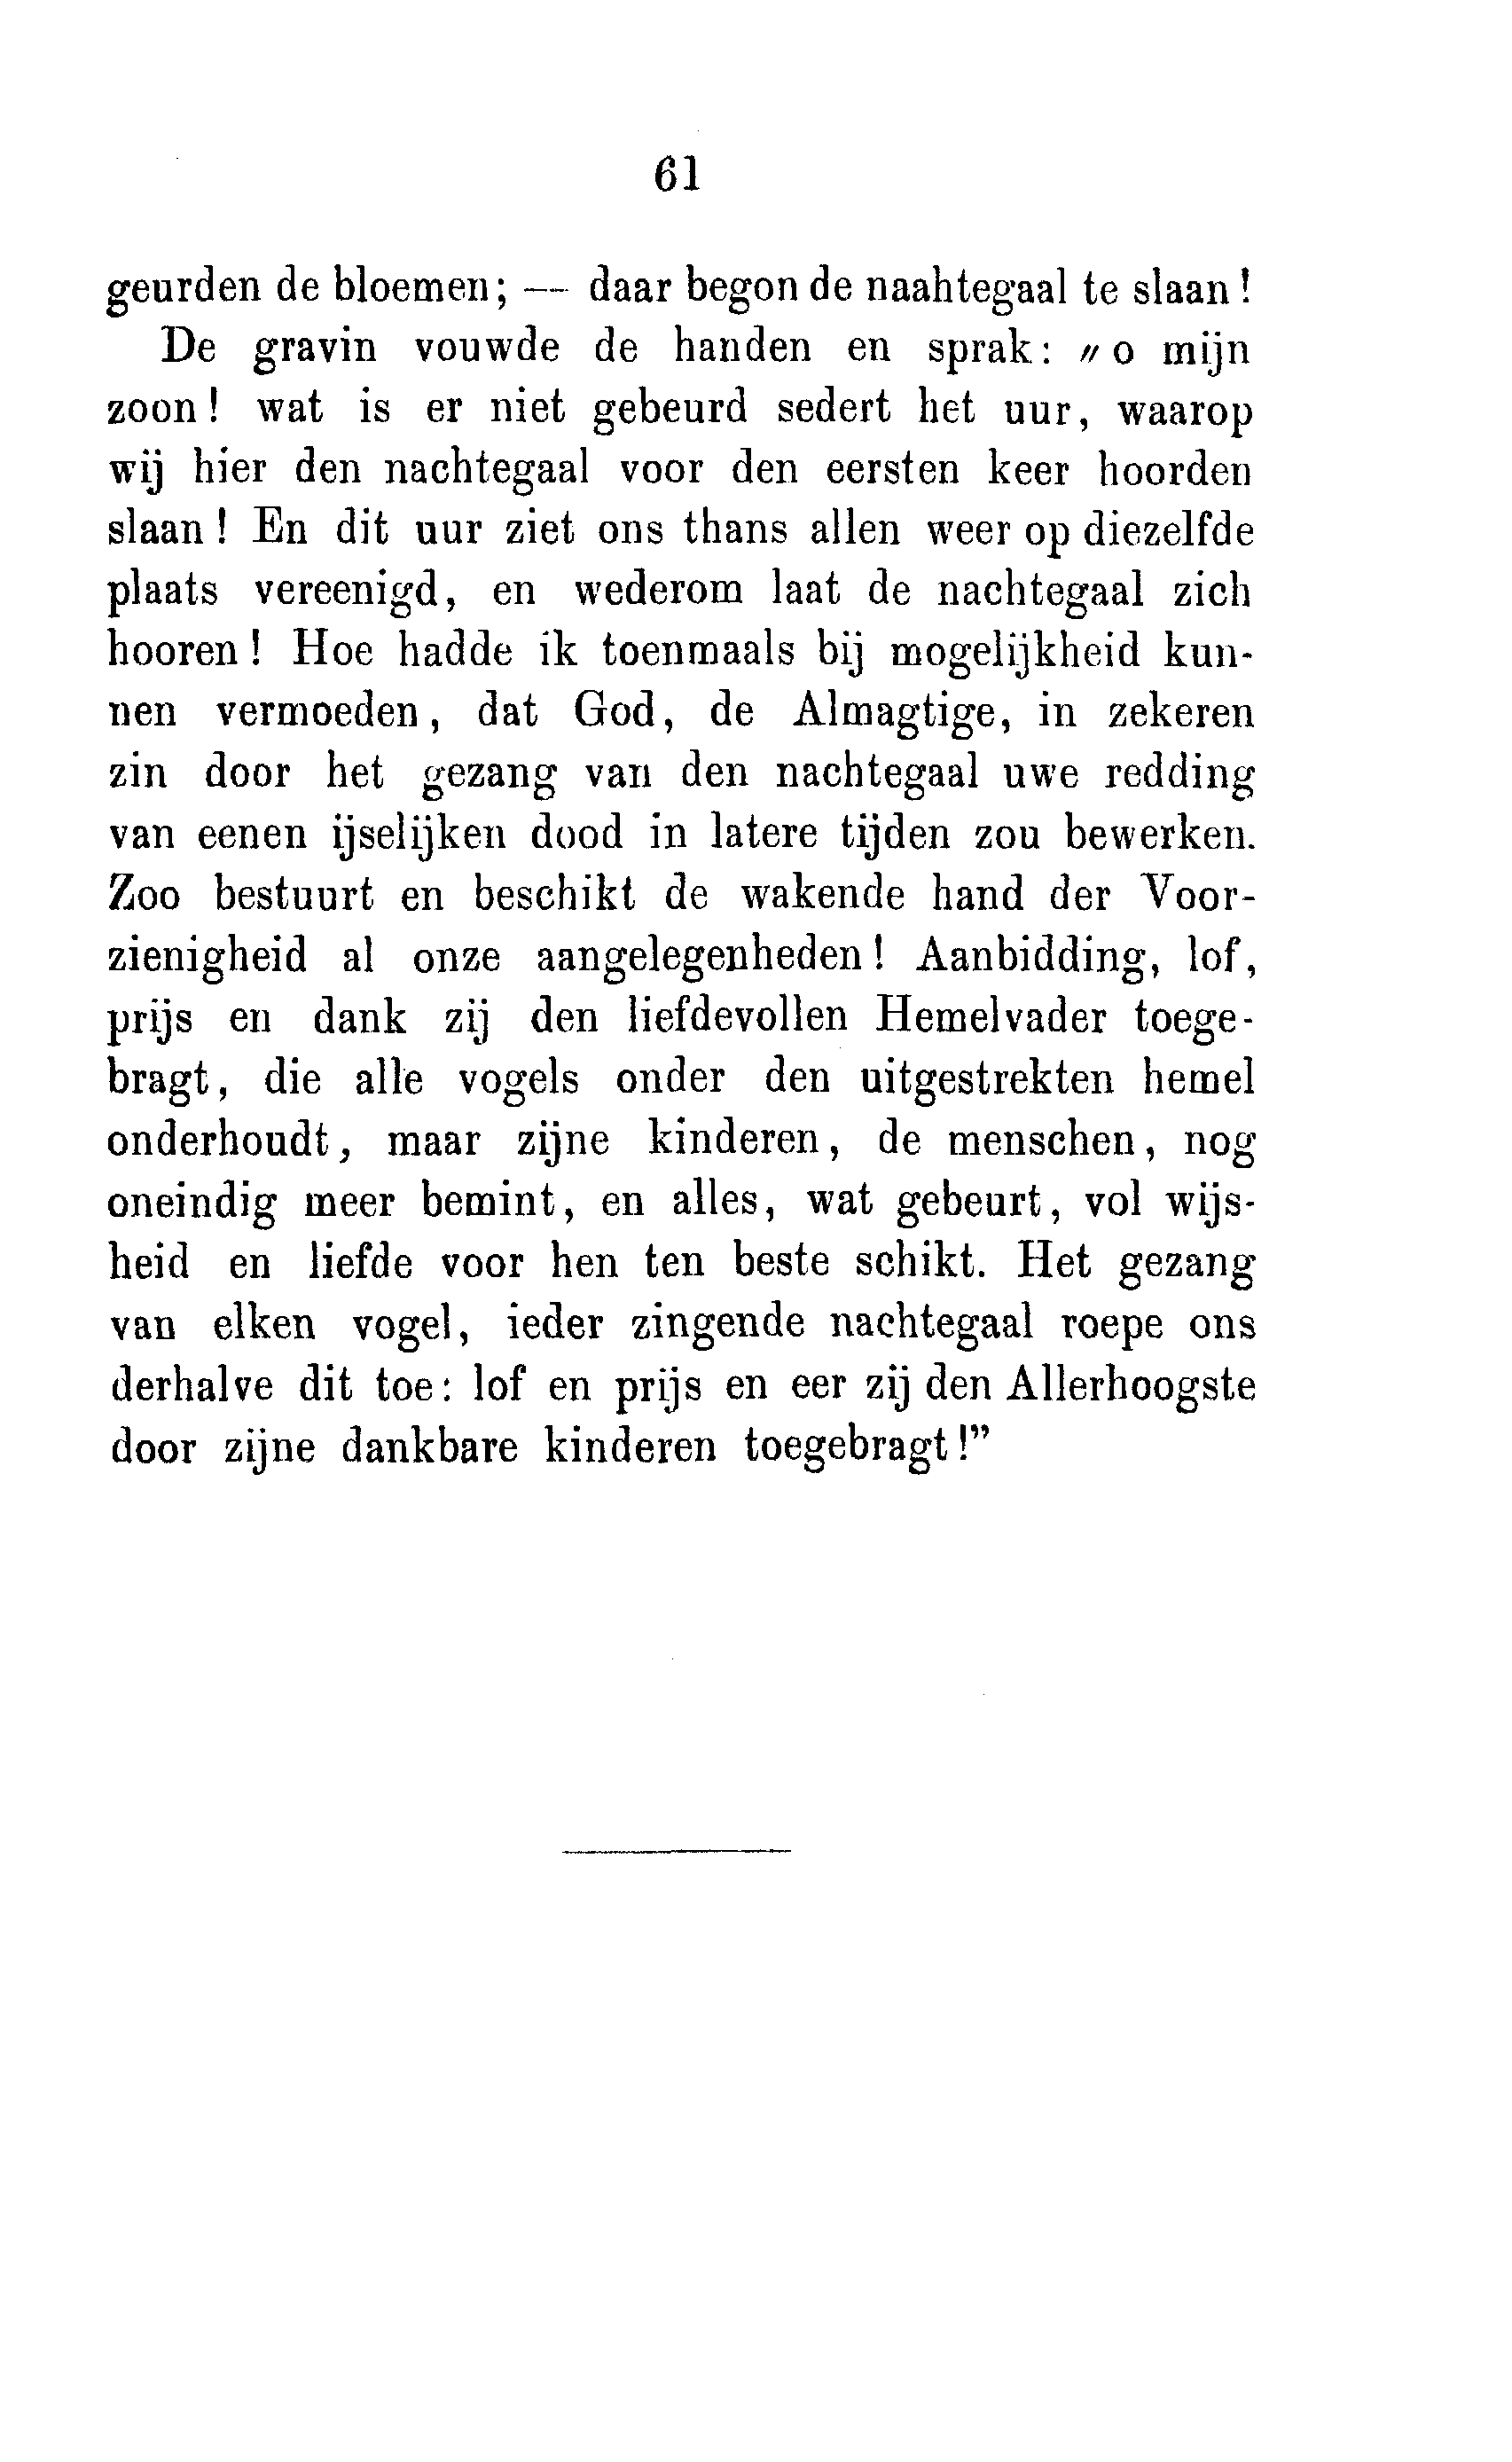 61
geurden de bloemen; — daar begon de naahtegaal te slaan!
De gravin vouwde de handen en sprak: "o mijn
zoon! wat is er niet gebeurd sedert het uur, waarop
wij hier den nachtegaal voor den eersten keer hoorden
slaan! En dit uur ziet ons thans allen weer op diezelfde
plaats vereenigd, en wederom laat de nachtegaal zich
hooren! Hoe hadde ik toenmaals bij mogelijkheid kun-
nen vermoeden, dat God, de Almagtige, in zekeren
zin door het gezang van den nachtegaal uwe redding
van eenen ijselijken dood in latere tijden zou bewerken.
Zoo bestuurt en beschikt de wakende hand der Voor-
zienigheid al onze aangelegenheden! Aanbidding, lof,
prijs en dank zij den liefdevollen Hemelvader toege-
bragt, die alle vogels onder den uitgestrekten hemel
onderhoudt, maar zijne kinderen, de menschen, nog
oneindig meer bemint, en alles, wat gebeurt, vol wijs-
heid en liefde voor hen ten beste schikt. Het gezang
van elken vogel, ieder zingende nachtegaal roepe ons
derhalve dit toe: lof en prijs en eer zij den Allerhoogste
door zijne dankbare kinderen toegebragt!"